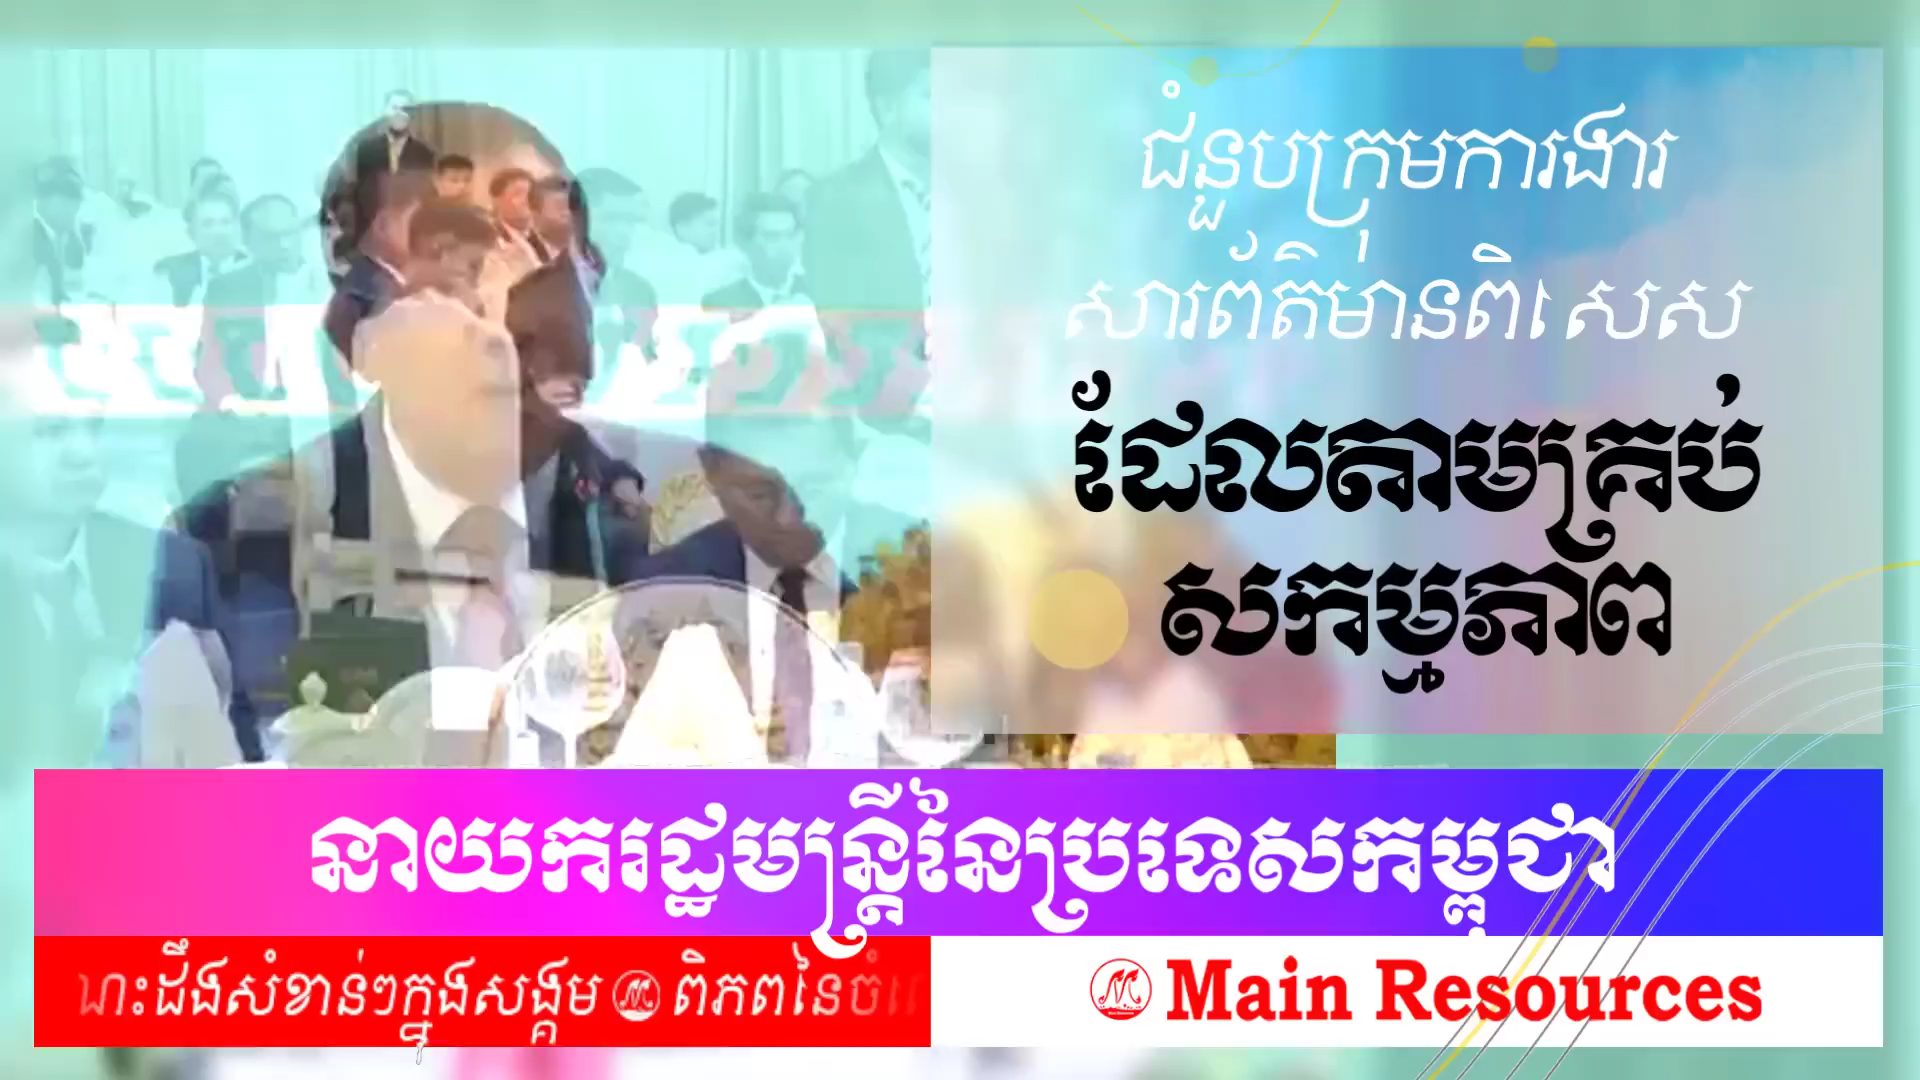 ជំនួបក្រុមការងារ
សារព័ត៌មានពិសេស
ដែលតាមគ្រប់
សកម្មភាព
នាយករដ្ឋមន្ត្រីនៃប្រទេសកម្ពុជា
ណះដឹងសំខាន់ៗក្នុងសង្គម ពិភពនៃចំ
Main Resources